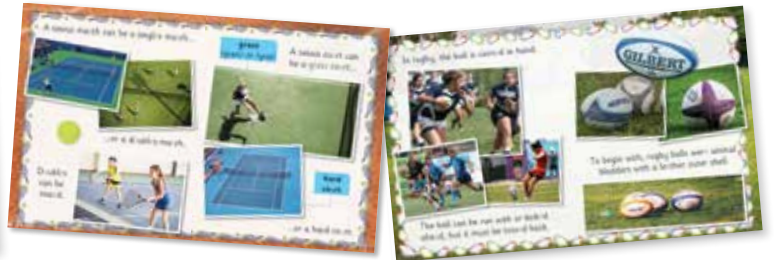 A tennis match can be a singles match...
grass
A tennis court can
be a grass court...
...or a doubles match.
Doubles
can be
mixed.
hard
court
...or a hard court.
In rugby, the ball is carried in hand.
GILBERT
To begin with, rugby balls were animal
bladders with a leather outer shell.
The ball can be run with or kicked
ahead, but it must be passed back.